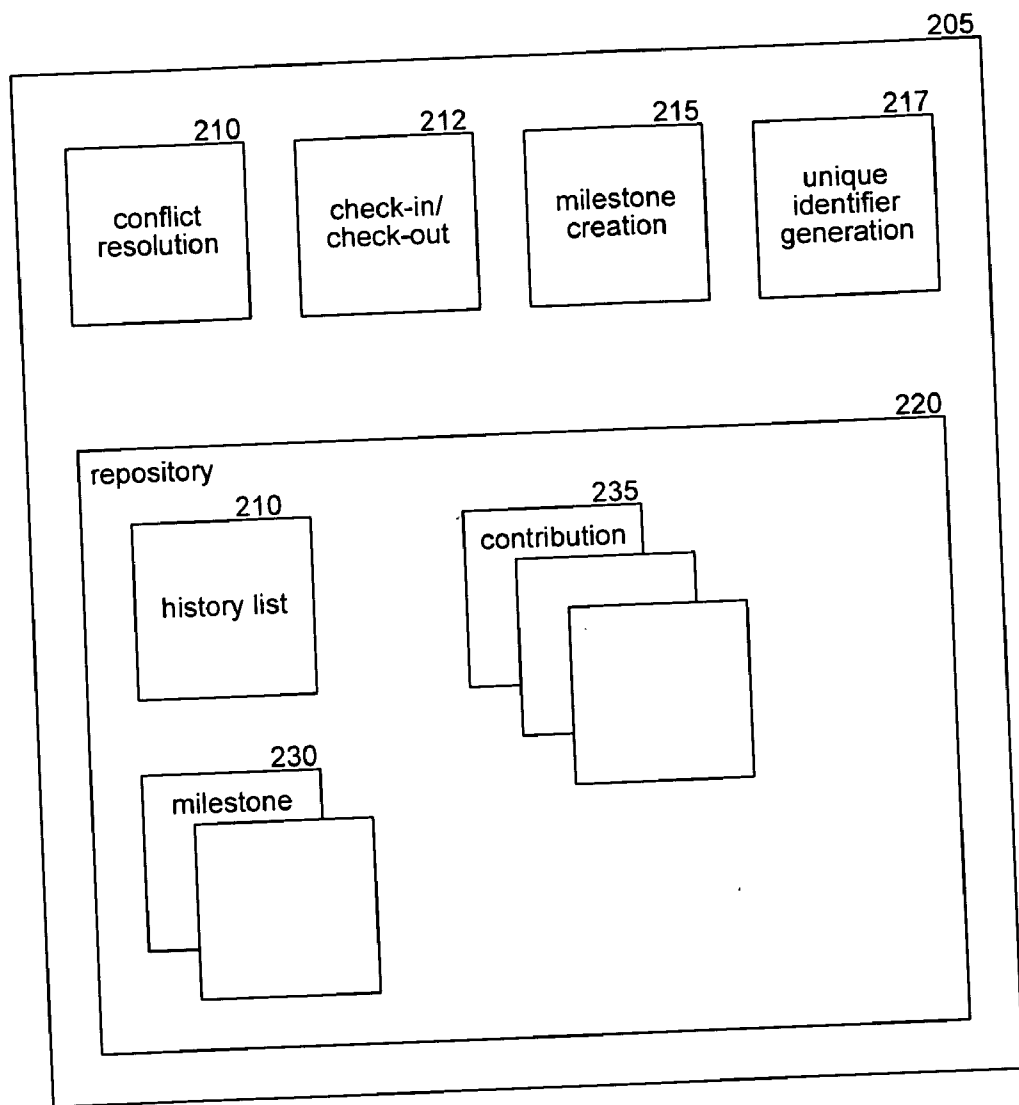 205
210
212
215
217
conflict
resolution
check-in/
check-out
milestone
creation
unique
identifier
generation
220
repository
210
235
history list
contribution
230
milestone